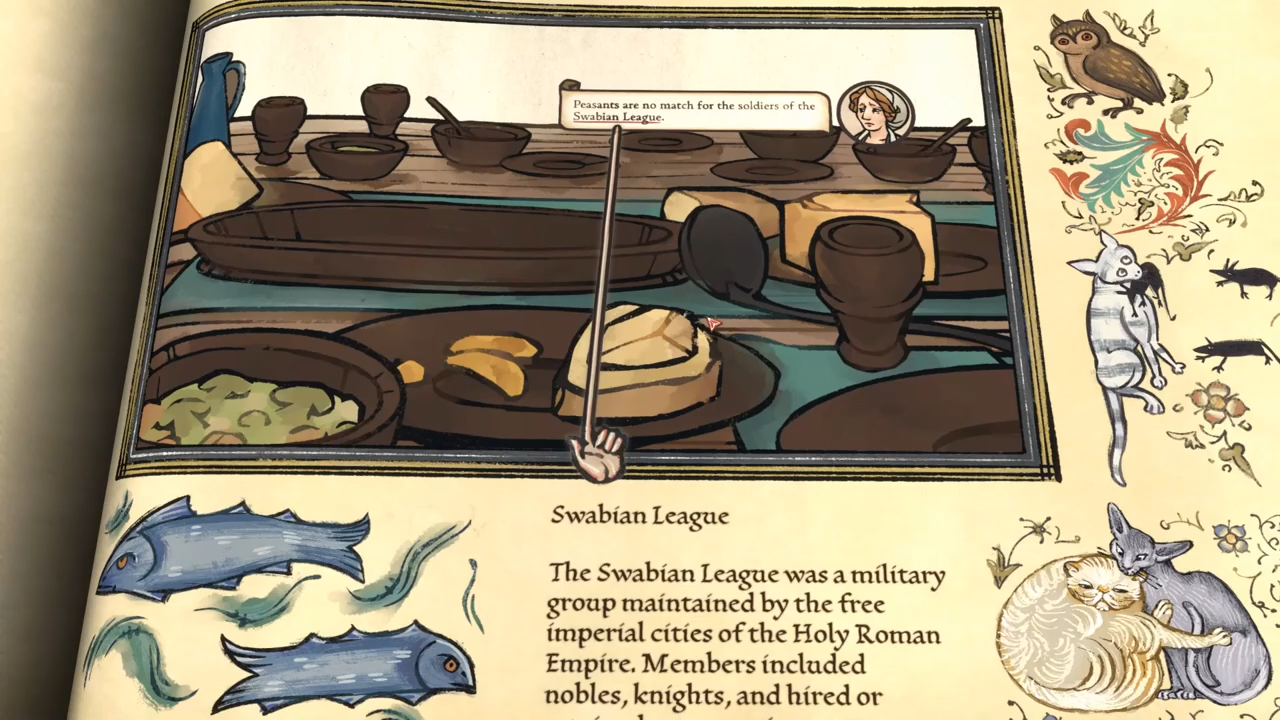 Peasants are no match for the soldiers of the
Swabian League.
Swabian League
The Swabian League was a military
group maintained by the free
imperial cities of the Holy Roman
Empire. Members included
nobles, knights, and hired or